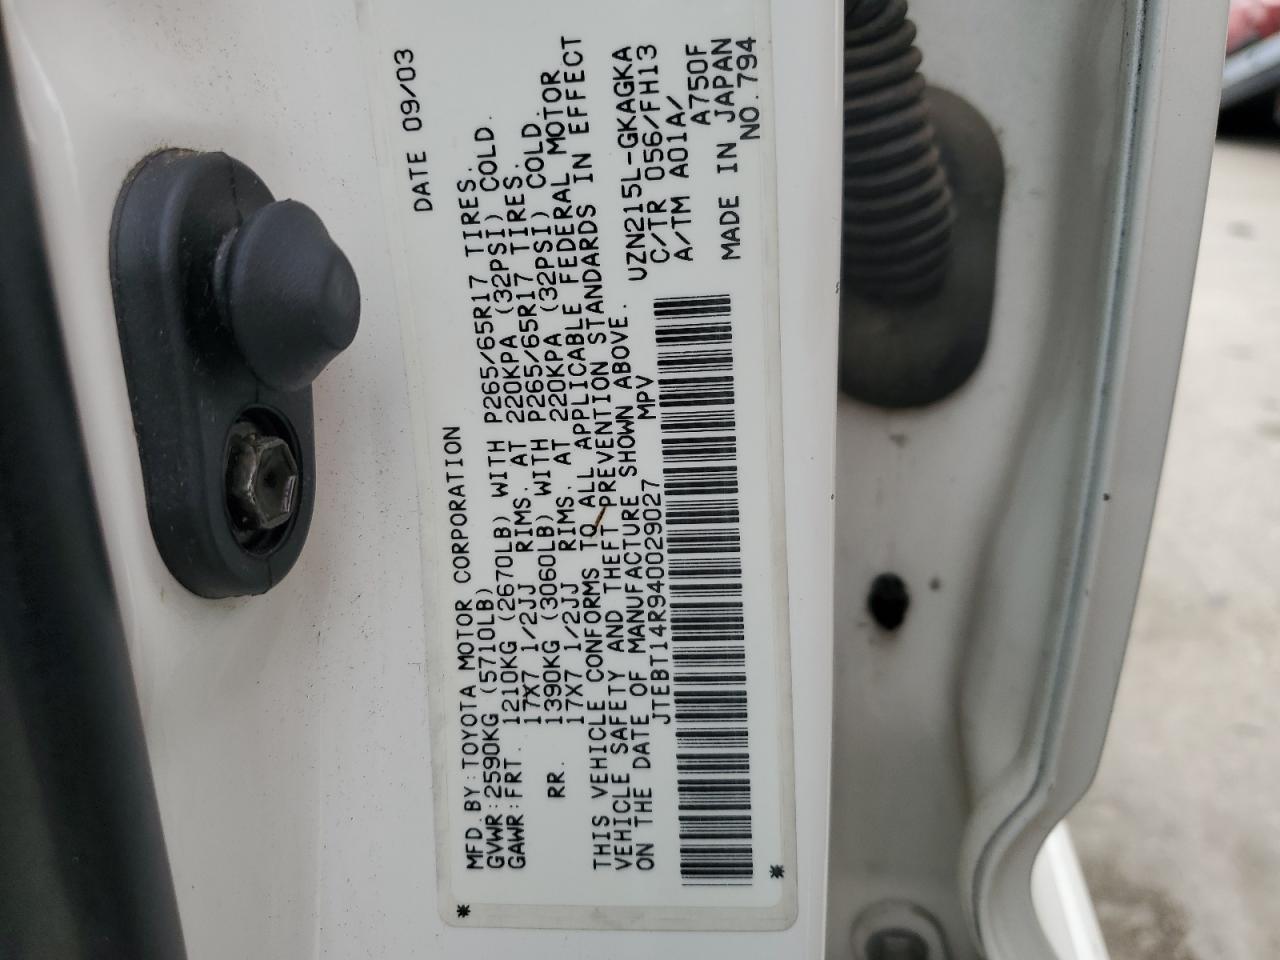 MFD.BY:TOYOTA MOTOR CORPORATION DATE 09/03
GVWR:2590KG (5710LB)
GAWR:FRT. 1210KG (2670LB) WITH P265/65R17 TIRES.
17X7 1/2JJ RIMS. AT 220KPA (32PSI) COLD.
RR. 1390KG (3060LB) WITH P265/65R17 TIRES.
17X7 1/2JJ RIMS. AT 220KPA (32PSI) COLD.
THIS VEHICLE CONFORMS TO ALL APPLICABLE FEDERAL MOTOR
VEHICLE SAFETY AND THEFT PREVENTION STANDARDS IN EFFECT
ON THE DATE OF MANUFACTURE SHOWN ABOVE.
JTEBT14R940029027 MPV
UZN215L-GKAGKA
C/TR 056/FH13
A/TM A01A/
A750F
MADE IN JAPAN
NO.794